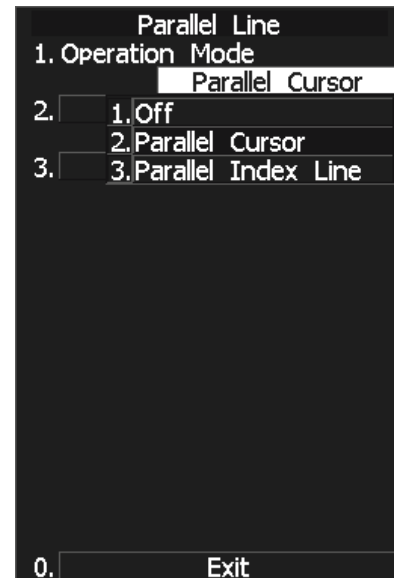 Parallel Line
1. Operation Mode
Parallel Cursor
2.
1. Off
2. Parallel Cursor
3.
3. Parallel Index Line
0. Exit